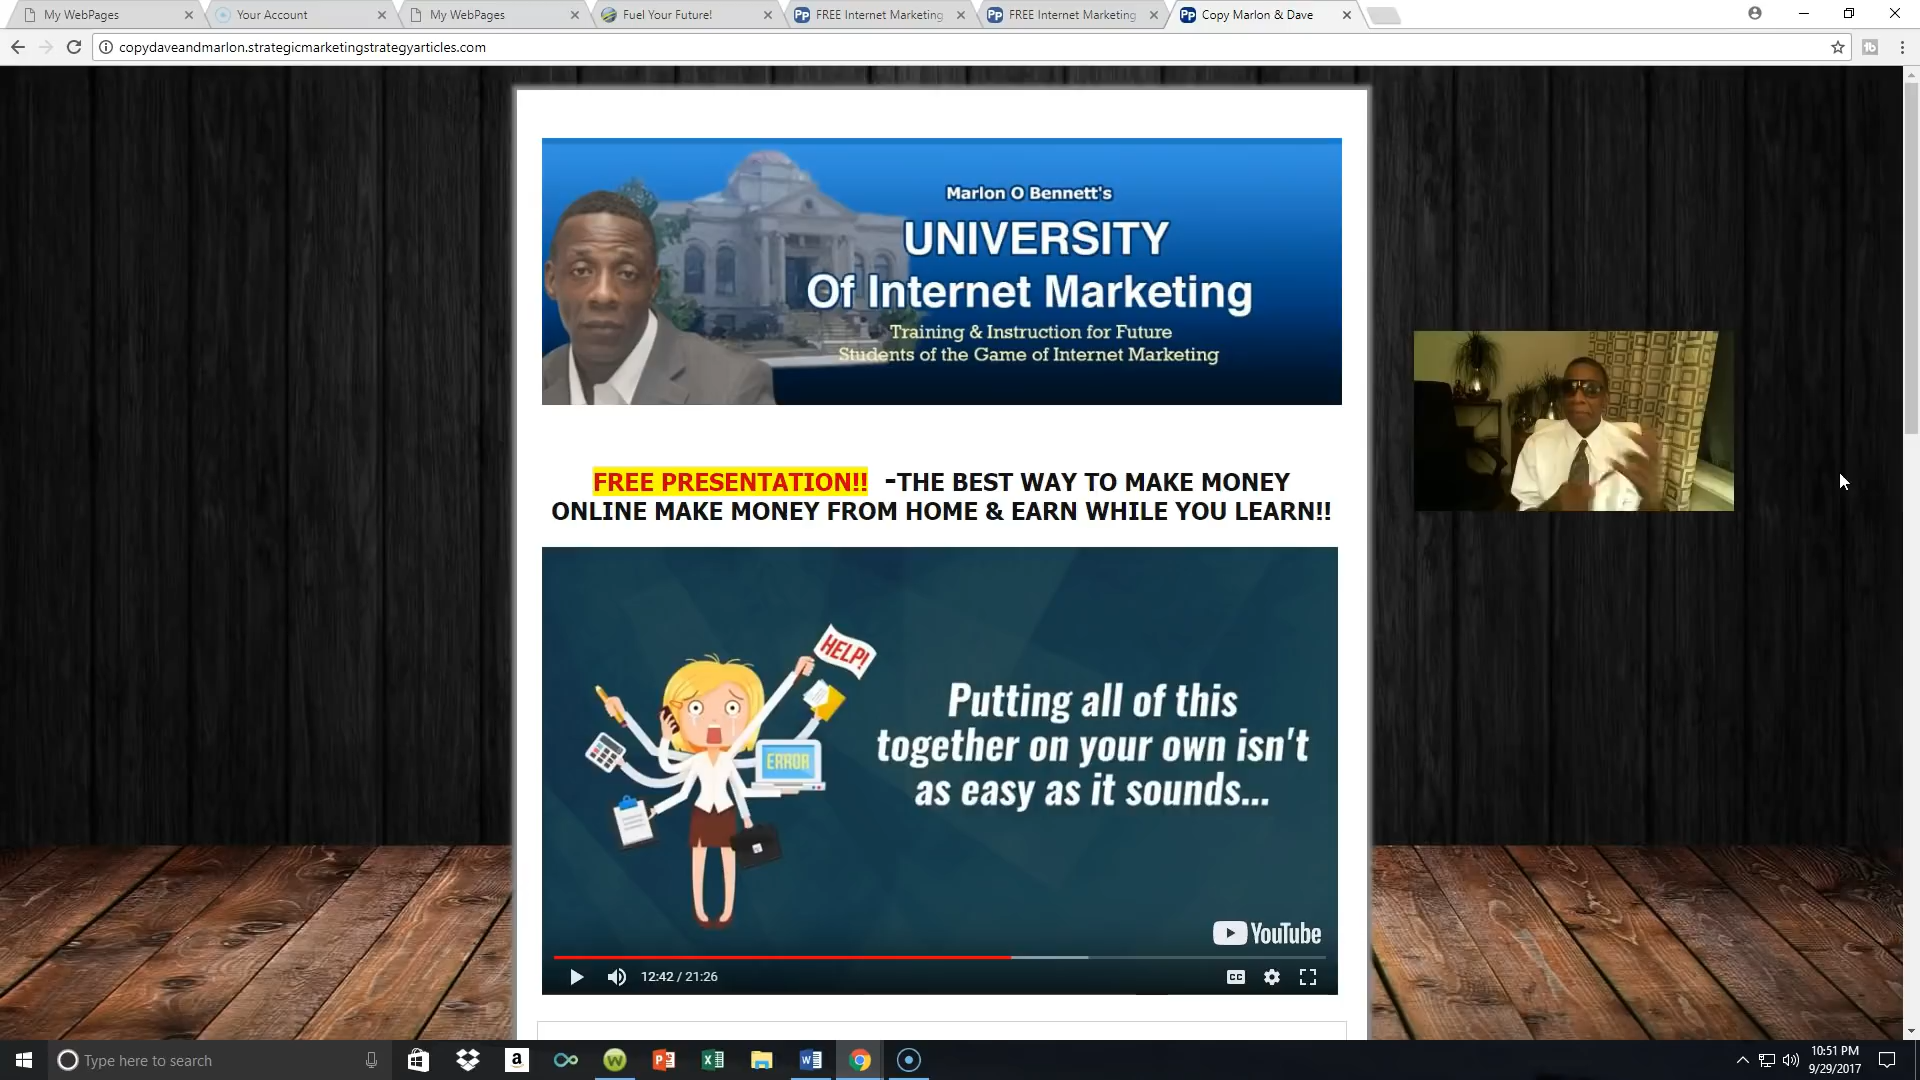 My WebPages
Your Account
My WebPages
Fuel Your Future!
Pp FREE Internet Marketing
Pp FREE Internet Marketing
Pp Copy Marlon & Dave
copydaveandmarlon.strategicmarketingstrategyarticles.com
Marlon O Bennett's
UNIVERSITY
Of Internet Marketing
Training & Instruction for Future
Students of the Game of Internet Marketing
FREE PRESENTATION!! -THE BEST WAY TO MAKE MONEY
ONLINE MAKE MONEY FROM HOME & EARN WHILE YOU LEARN!!
HELP!
ERROR
Putting all of this
together on your own isn't
as easy as it sounds...
YouTube
12:42 / 21:26
CC
Type here to search
10:51 PM
9/29/2017